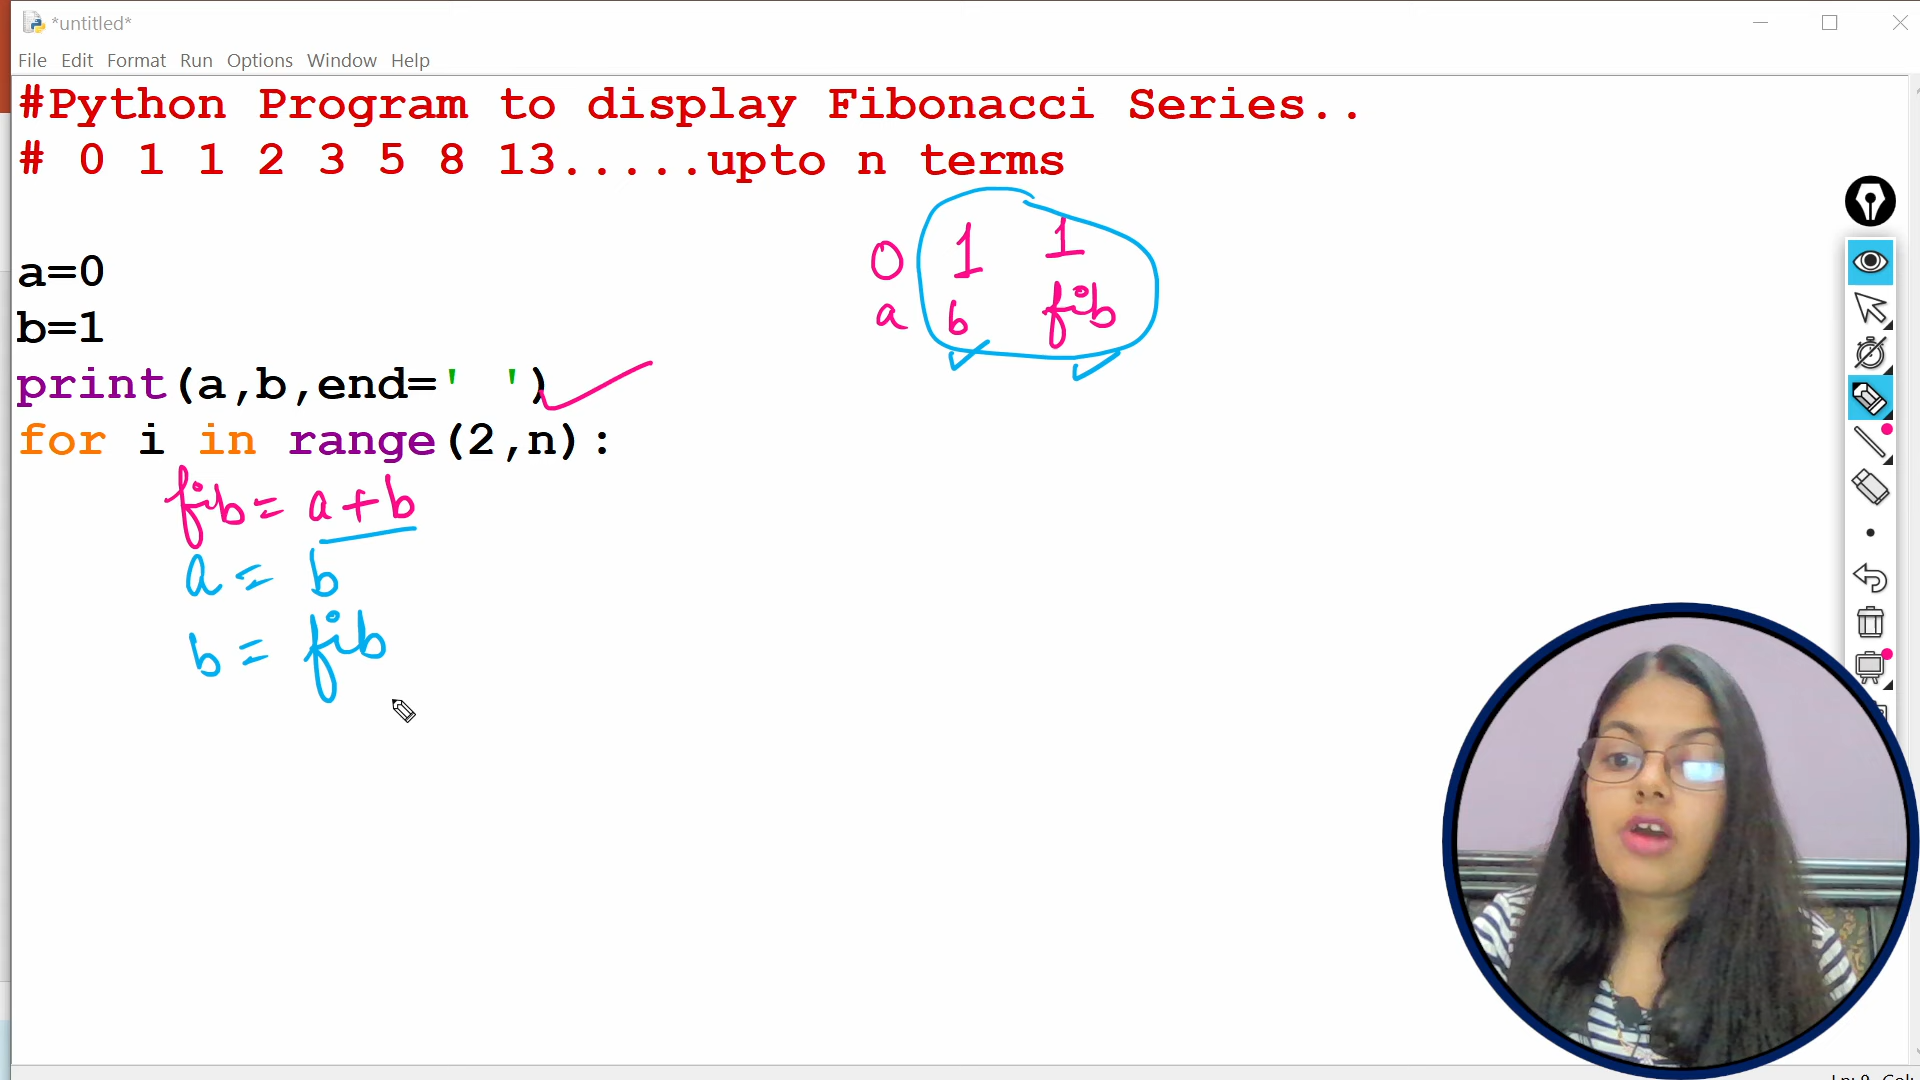 *untitled*
File Edit Format Run Options Window Help
#Python Program to display Fibonacci Series..
# 0 1 1 2 3 5 8 13.....upto n terms
0 1 1
a b fib
a=0
b=1
print(a,b,end=' ')
for i in range(2,n):
fib= a+b
a= b
b= fib